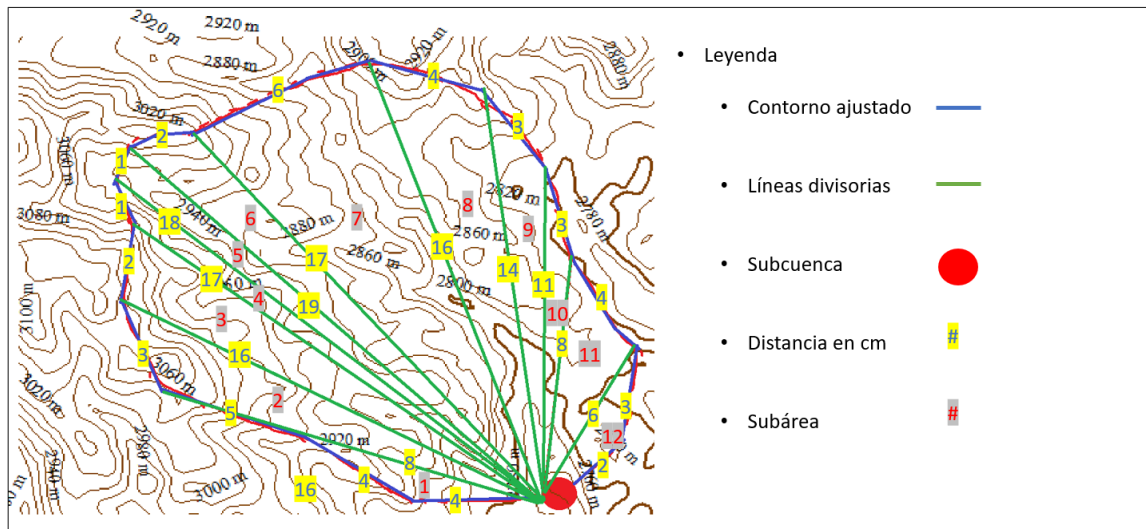 2920 m
2920 m
2900 m
2920 m
2880 m
2880 m
6
4
3020 m
3
2
3060 m
1
1
18
2940 m
6
2880 m
7
8
2820 m
9
3
2780 m
3080 m
2
5
17
17
2860 m
16
2860 m
14
11
4
3100 m
4
19
2800 m
10
3
16
8
11
3
3060 m
3020 m
2
5
6
3
12
2920 m
2980 m
2940 m
8
2
3000 m
16
4
1
4
Leyenda
Contorno ajustado
Líneas divisorias
Subcuenca
Distancia en cm
#
Subárea
#